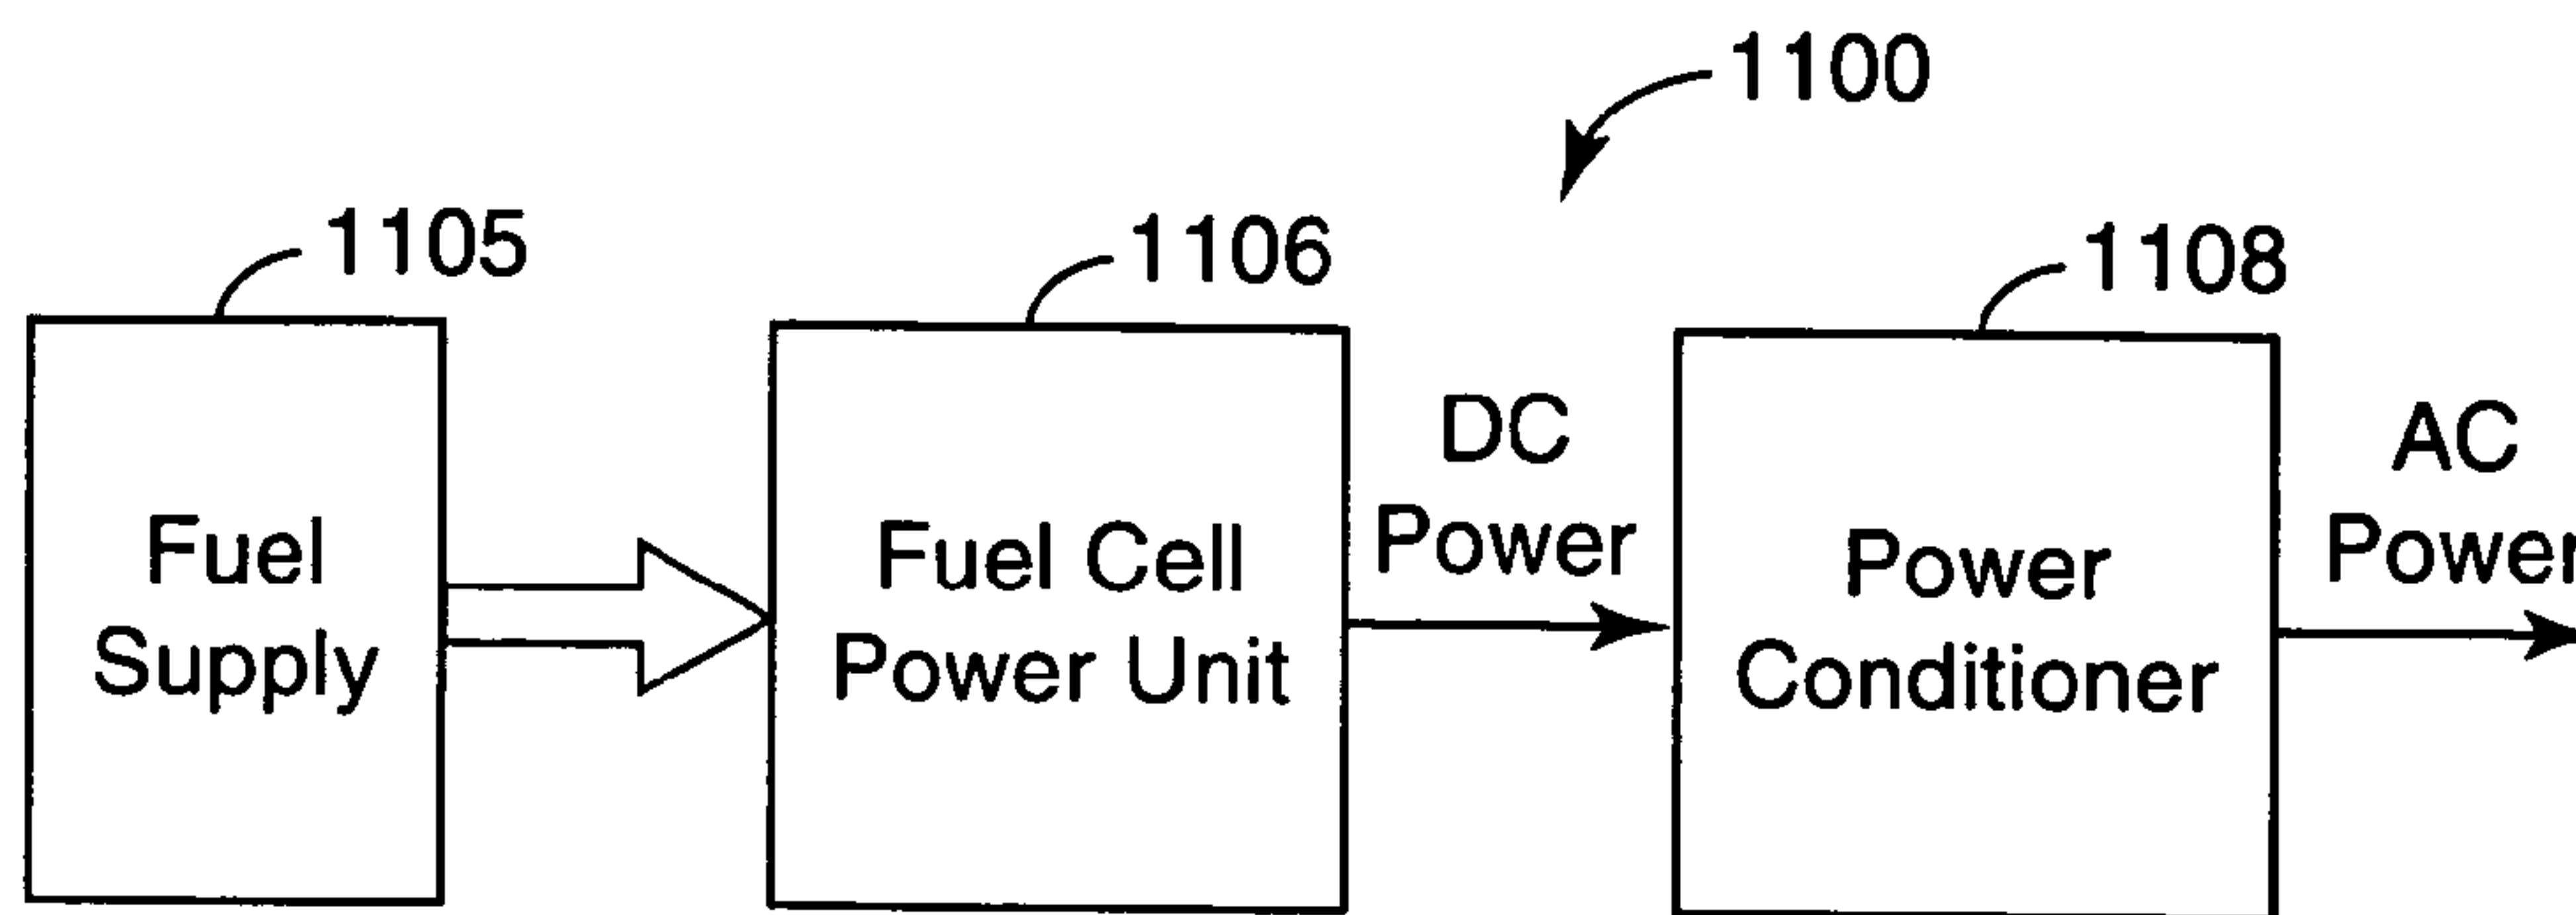 1100
1105
1106
1108
Fuel
Supply
Fuel Cell
Power Unit
DC
Power
Power
Conditioner
AC
Power